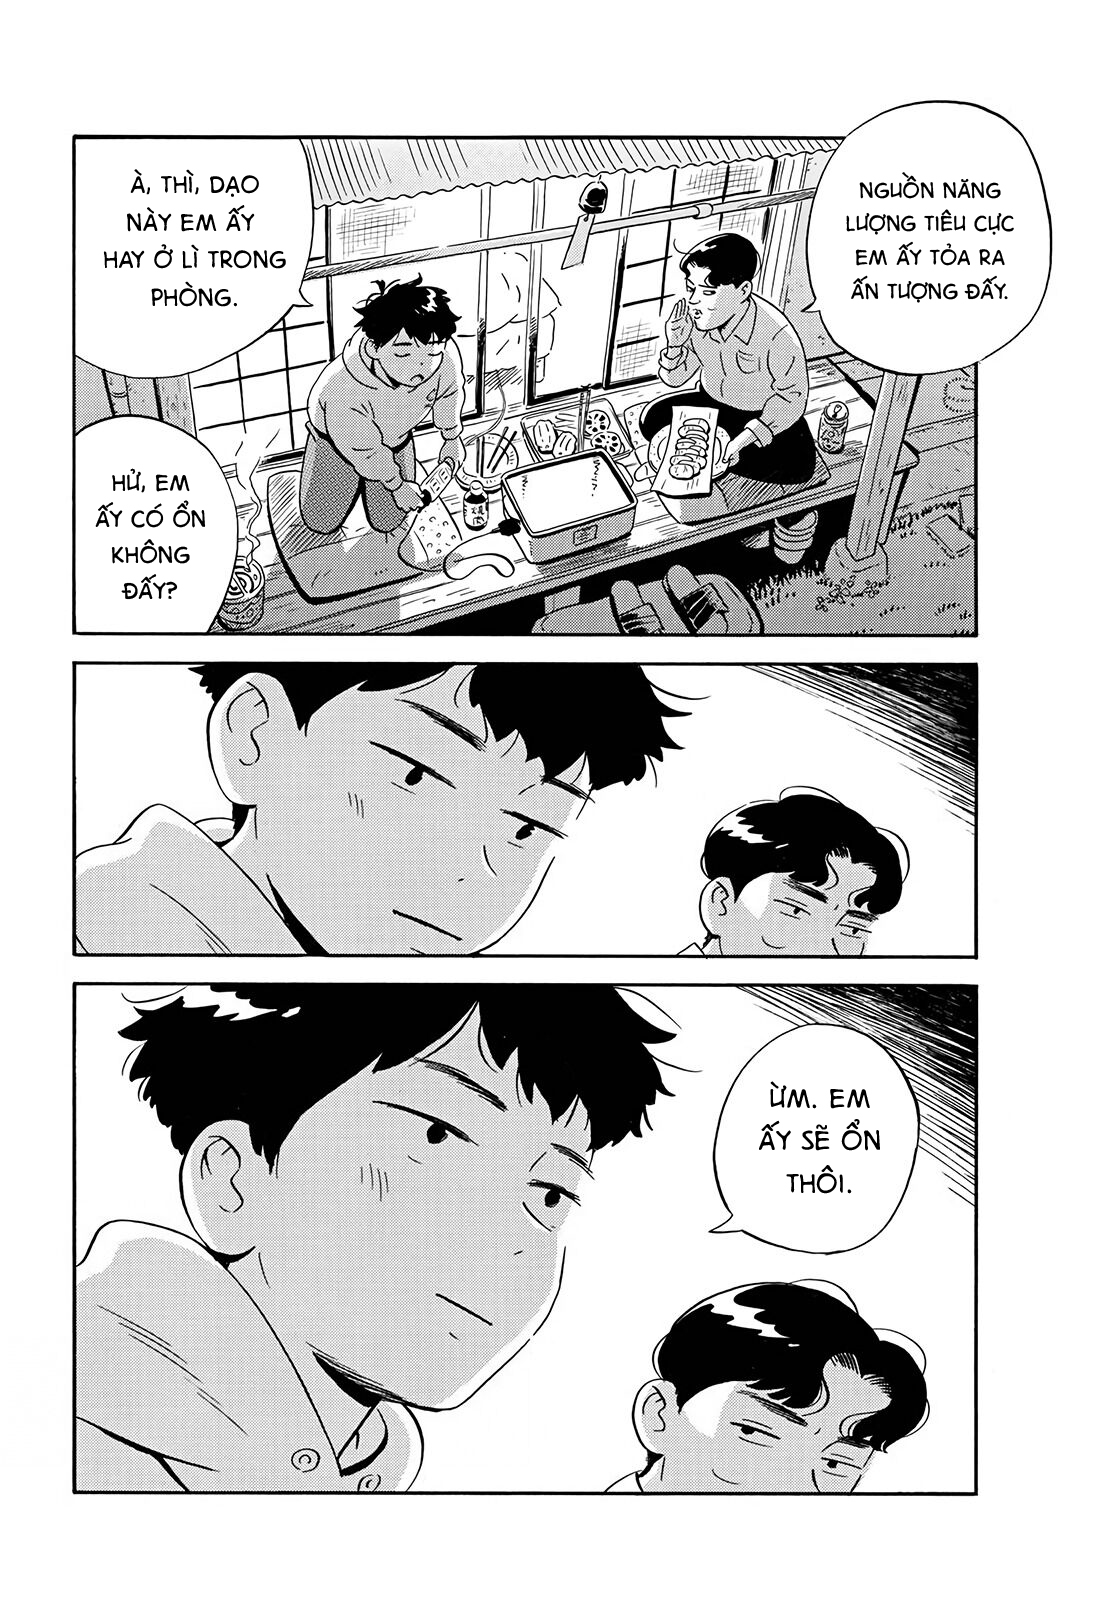 NGUỒN NĂNG
LƯỢNG TIÊU CỰC
EM ẤY TỎA RA
ẤN TƯỢNG ĐẤY.
À, THÌ, DẠO
NÀY EM ẤY
HAY Ở LÌ TRONG
PHÒNG.
HỬ, EM
ẤY CÓ ỔN
KHÔNG
ĐẤY?
ỪM. EM
ẤY SẼ ỔN
THÔI.